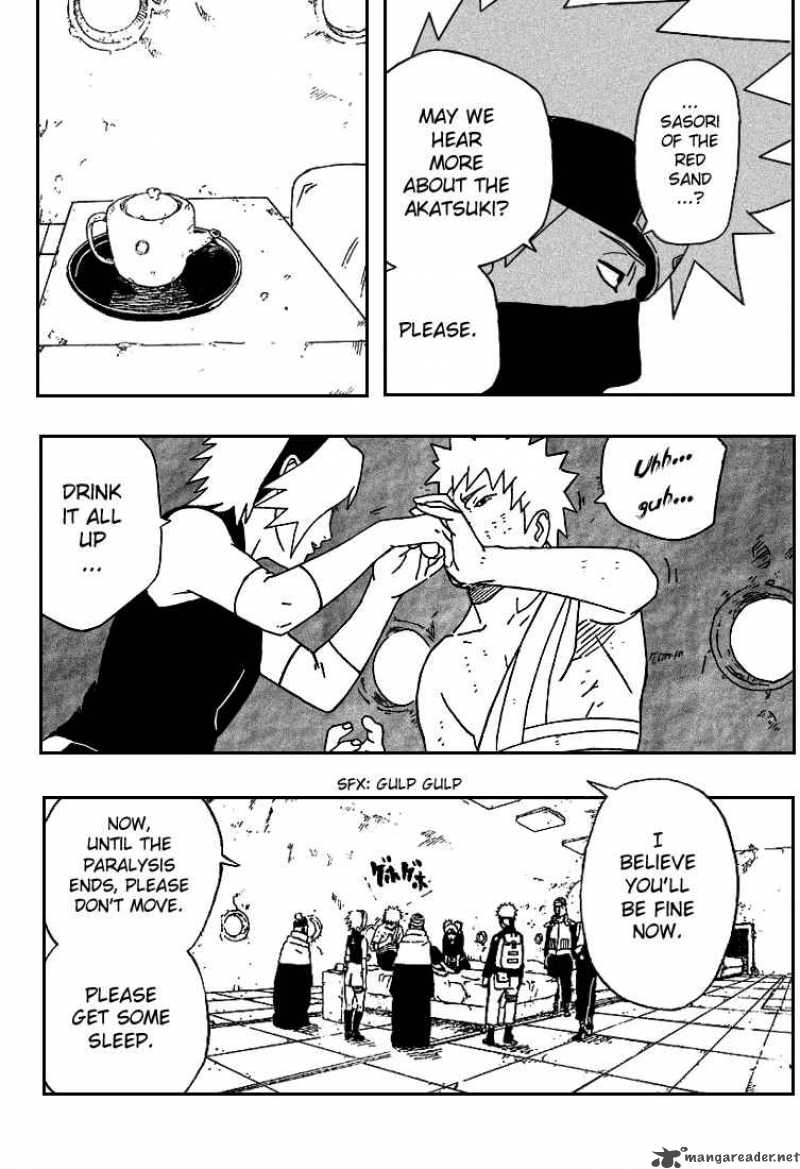 ...
SASORI
OF THE
RED
SAND
...?
MAY WE
HEAR
MORE
ABOUT THE
AKATSUKI?
PLEASE.
Uhh...
guh...
DRINK
IT ALL
UP
...
SFX: GULP GULP
I
BELIEVE
YOU'LL
BE FINE
NOW.
NOW,
UNTIL THE
PARALYSIS
ENDS, PLEASE
DON'T MOVE.
PLEASE
GET SOME
SLEEP.
mangareader.net